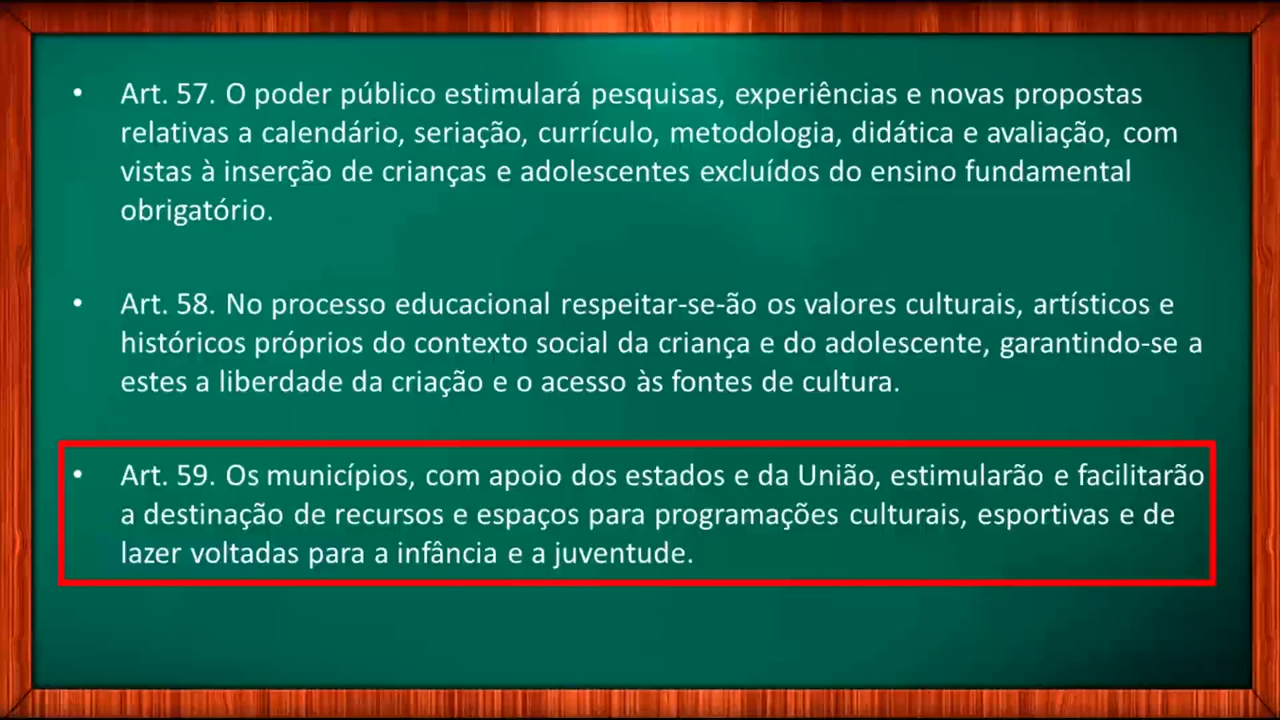 • Art. 57. O poder público estimulará pesquisas, experiências e novas propostas
relativas a calendário, seriação, currículo, metodologia, didática e avaliação, com
vistas à inserção de crianças e adolescentes excluídos do ensino fundamental
obrigatório.
• Art. 58. No processo educacional respeitar-se-ão os valores culturais, artísticos e
históricos próprios do contexto social da criança e do adolescente, garantindo-se a
estes a liberdade da criação e o acesso às fontes de cultura.
• Art. 59. Os municípios, com apoio dos estados e da União, estimularão e facilitarão
a destinação de recursos e espaços para programações culturais, esportivas e de
lazer voltadas para a infância e a juventude.